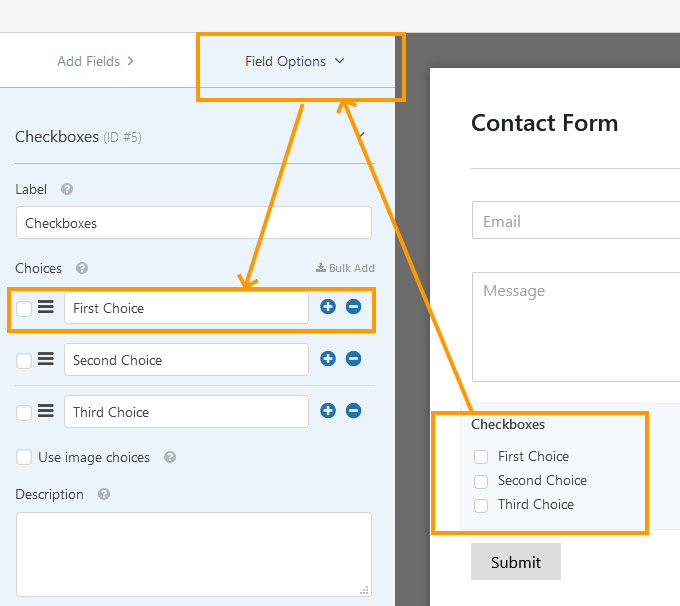 Add Fields
Field Options
Checkboxes (ID #5)
Label
Checkboxes
Choices
Bulk Add
First Choice
Second Choice
Third Choice
Use image choices
Description
Contact Form
Email
Message
Checkboxes
First Choice
Second Choice
Third Choice
Submit